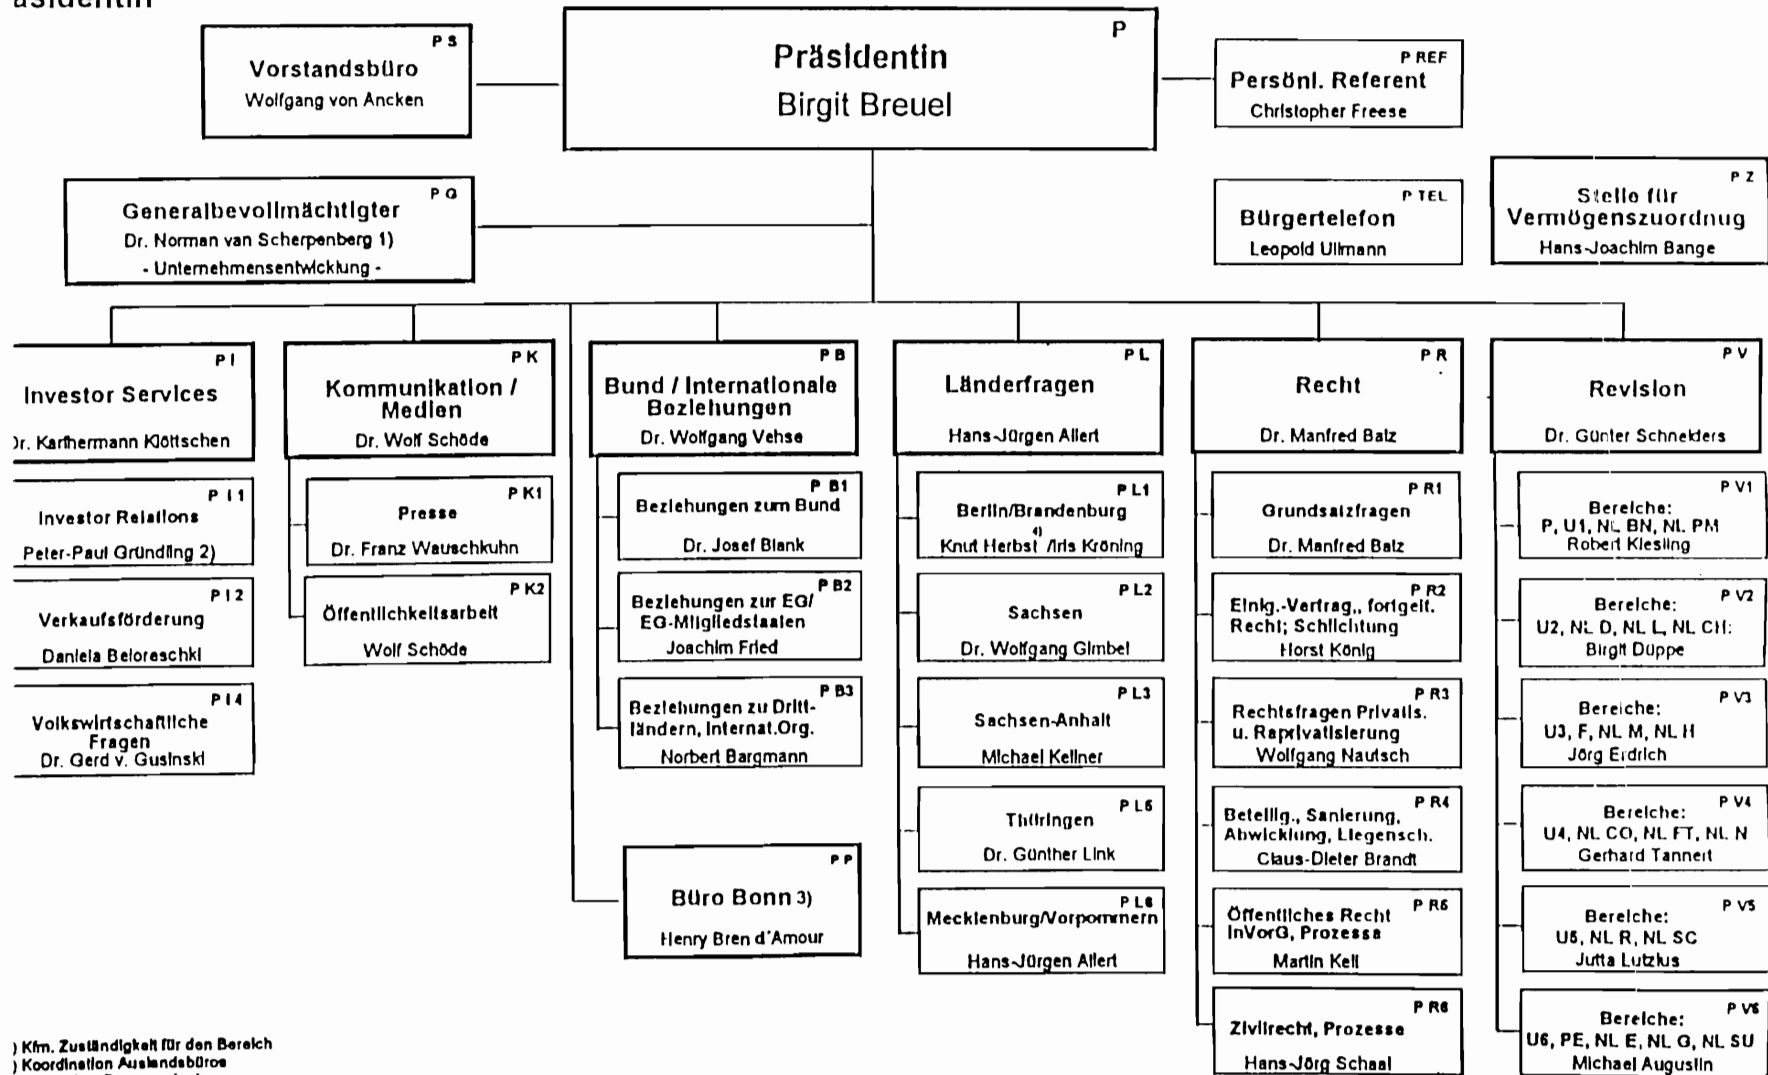 äsidentin
P
Präsidentin
Birgit Breuel
P S
Vorstandsbüro
Wolfgang von Ancken
P REF
Persönl. Referent
Christopher Freese
P G
Generalbevollmächtigter
Dr. Norman van Scherpenberg 1)
- Unternehmensentwicklung -
P TEL
Bürgertelefon
Leopold Ullmann
P Z
Stelle für
Vermögenszuordnug
Hans-Joachim Bange
P I
Investor Services
Dr. Karlhermann Klöttschen
P I 1
Investor Relations
Peter-Paul Gründling 2)
P I 2
Verkaufsförderung
Daniela Beloreschki
P I 4
Volkswirtschaftliche
Fragen
Dr. Gerd v. Gusinski
P K
Kommunikation /
Medien
Dr. Wolf Schöde
P K1
Presse
Dr. Franz Wauschkuhn
P K2
Öffentlichkeitsarbeit
Wolf Schöde
P B
Bund / Internationale
Beziehungen
Dr. Wolfgang Vehse
P B1
Beziehungen zum Bund
Dr. Josef Blank
P B2
Beziehungen zur EG/
EG-Mitgliedstaaten
Joachim Fried
P B3
Beziehungen zu Dritt-
ländern, Internat.Org.
Norbert Bargmann
P P
Büro Bonn 3)
Henry Bren d'Amour
P L
Länderfragen
Hans-Jürgen Allert
P L1
Berlin/Brandenburg
Knut Herbst 4) /Iris Kröning
P L2
Sachsen
Dr. Wolfgang Gimbel
P L3
Sachsen-Anhalt
Michael Kellner
P L5
Thüringen
Dr. Günther Link
P L6
Mecklenburg/Vorpommern
Hans-Jürgen Allert
P R
Recht
Dr. Manfred Balz
P R1
Grundsatzfragen
Dr. Manfred Balz
P R2
Einig.-Vertrag,, fortgelt.
Recht; Schlichtung
Horst König
P R3
Rechtsfragen Privatis.
u. Raprivatisierung
Wolfgang Nautsch
P R4
Beteilig., Sanierung,
Abwicklung, Liegensch.
Claus-Dieter Brandt
P R5
Öffentliches Recht
InVorG, Prozesse
Martin Keil
P R6
Zivilrecht, Prozesse
Hans-Jörg Schaal
P V
Revision
Dr. Günter Schneiders
P V1
Bereiche:
P, U1, NL BN, NL PM
Robert Kiesling
P V2
Bereiche:
U2, NL D, NL L, NL CH:
Birgit Düppe
P V3
Bereiche:
U3, F, NL M, NL H
Jörg Erdrich
P V4
Bereiche:
U4, NL CO, NL FT, NL N
Gerhard Tannert
P V5
Bereiche:
U5, NL R, NL SC
Jutta Lutzius
P V6
Bereiche:
U6, PE, NL E, NL G, NL SU
Michael Augustin
) Kfm. Zuständigkeit für den Bereich
) Koordination Auslandsbüros